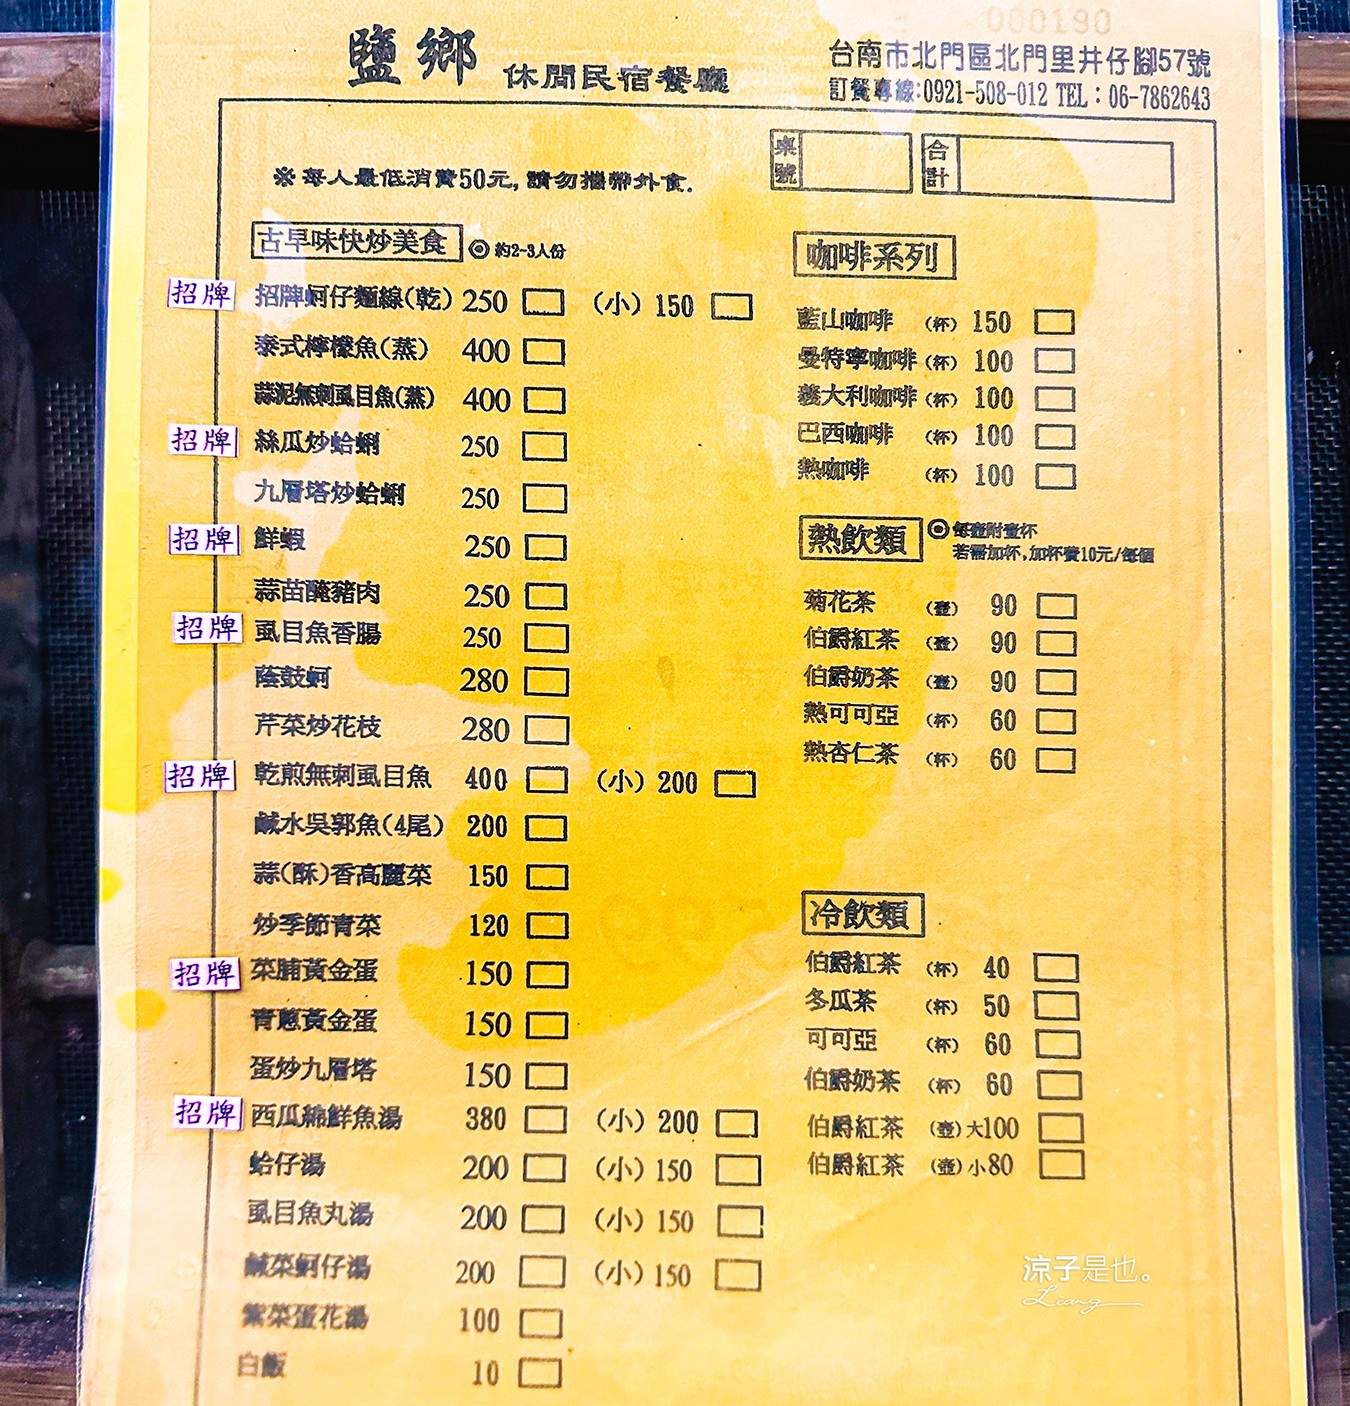 000190
鹽鄉 休閒民宿餐廳
台南市北門區北門里井仔腳57號
訂餐專線:0921-508-012 TEL：06-7862643
桌號
合計
※每人最低消費50元,請勿攜帶外食.
古早味快炒美食 ◎約2-3人份
招牌 招牌蚵仔麵線(乾) 250 (小) 150
泰式檸檬魚(蒸) 400
蒜泥無刺虱目魚(蒸) 400
招牌 絲瓜炒蛤蜊 250
九層塔炒蛤蜊 250
招牌 鮮蝦 250
蒜苗醃豬肉 250
招牌 虱目魚香腸 250
蔭鼓蚵 280
芹菜炒花枝 280
招牌 乾煎無刺虱目魚 400 (小) 200
鹹水吳郭魚(4尾) 200
蒜(酥)香高麗菜 150
炒季節青菜 120
招牌 菜脯黃金蛋 150
青蔥黃金蛋 150
蛋炒九層塔 150
招牌 西瓜綿鮮魚湯 380 (小) 200
蛤仔湯 200 (小) 150
虱目魚丸湯 200 (小) 150
鹹菜蚵仔湯 200 (小) 150
紫菜蛋花湯 100
白飯 10
咖啡系列
藍山咖啡 (杯) 150
曼特寧咖啡 (杯) 100
義大利咖啡 (杯) 100
巴西咖啡 (杯) 100
熱咖啡 (杯) 100
熱飲類 ◎每壺附壹杯
若需加杯,加杯費10元/每個
菊花茶 (壺) 90
伯爵紅茶 (壺) 90
伯爵奶茶 (壺) 90
熱可可亞 (杯) 60
熱杏仁茶 (杯) 60
冷飲類
伯爵紅茶 (杯) 40
冬瓜茶 (杯) 50
可可亞 (杯) 60
伯爵奶茶 (杯) 60
伯爵紅茶 (壺)大100
伯爵紅茶 (壺)小80
涼子是也。
Liang